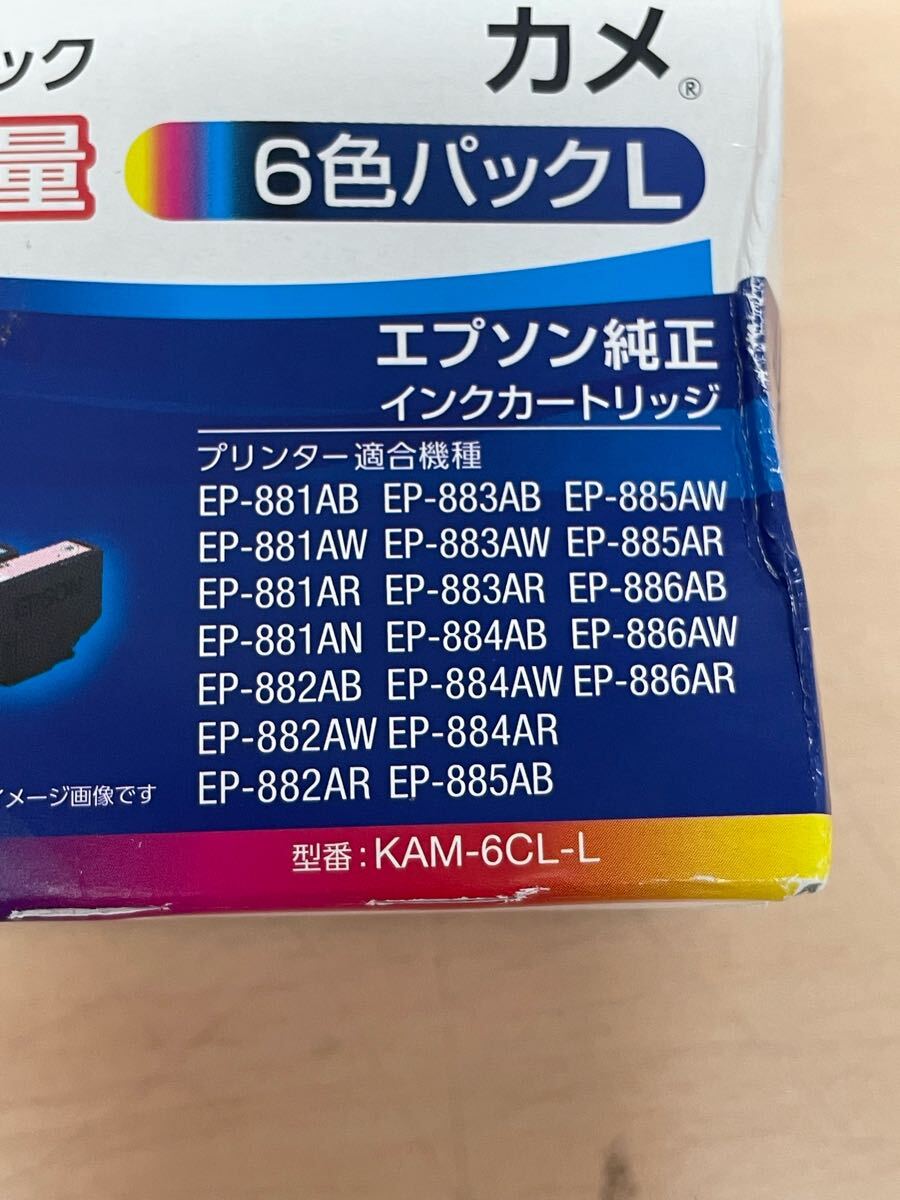 ック
カメ®
量
6色パックL
エプソン純正
インクカートリッジ
プリンター適合機種
EP-881AB EP-883AB EP-885AW
EP-881AW EP-883AW EP-885AR
EP-881AR EP-883AR EP-886AB
EP-881AN EP-884AB EP-886AW
EP-882AB EP-884AW EP-886AR
EP-882AW EP-884AR
EP-882AR EP-885AB
EPSON
イメージ画像です
型番:KAM-6CL-L